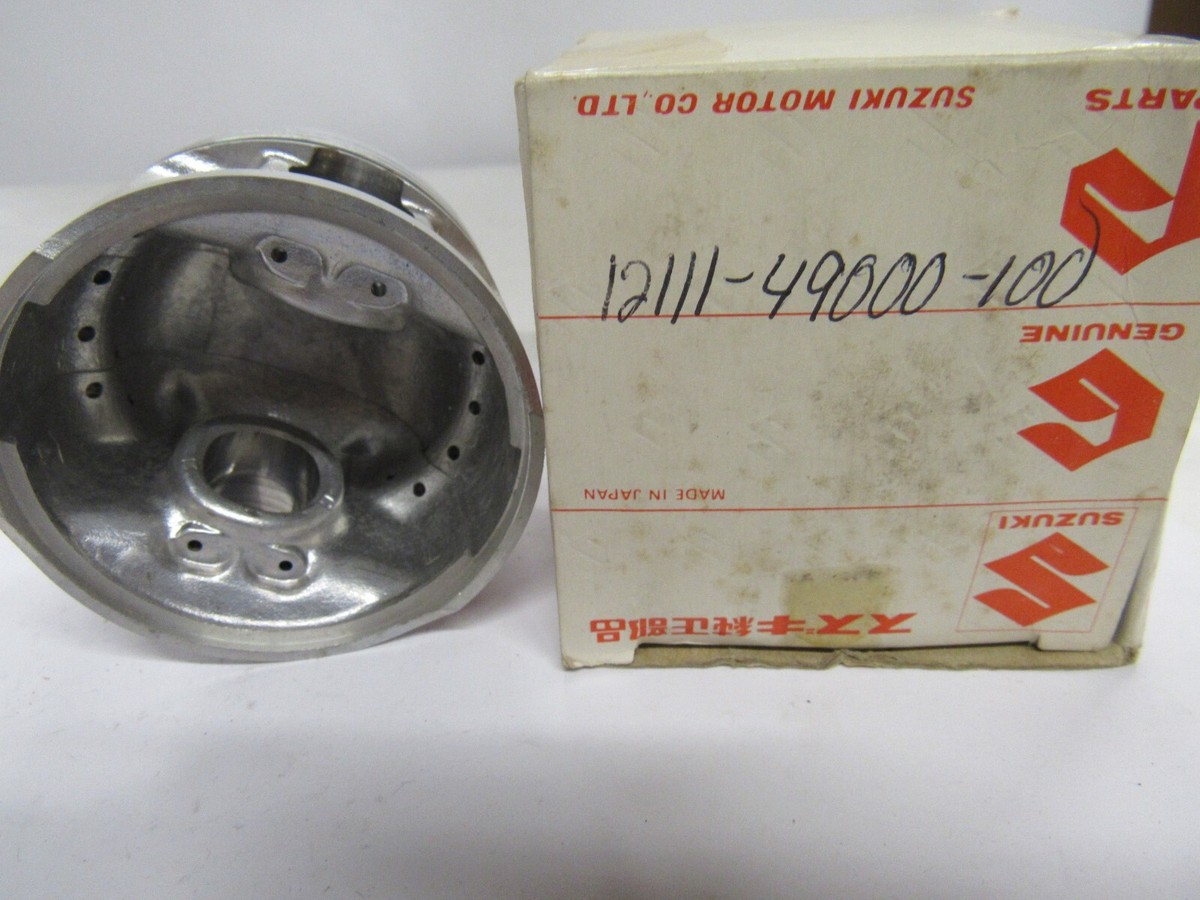 PARTS
SUZUKI MOTOR CO.,LTD.
12111-49000-100
GENUINE
MADE IN JAPAN
SUZUKI
スズキ純正部品